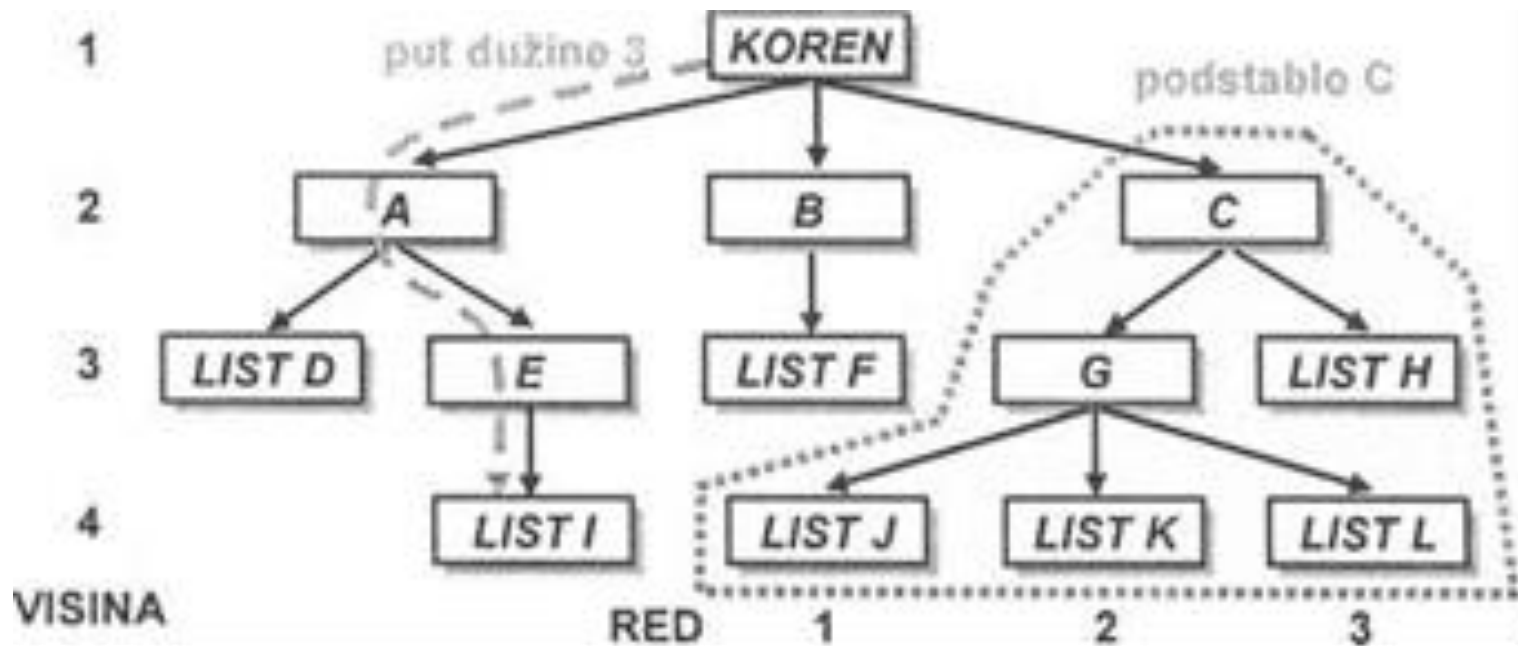 1 put dužino 3 KOREN
podstablo C
2 A B C
3 LIST D E LIST F G LIST H
4 LIST I LIST J LIST K LIST L
VISINA RED 1 2 3